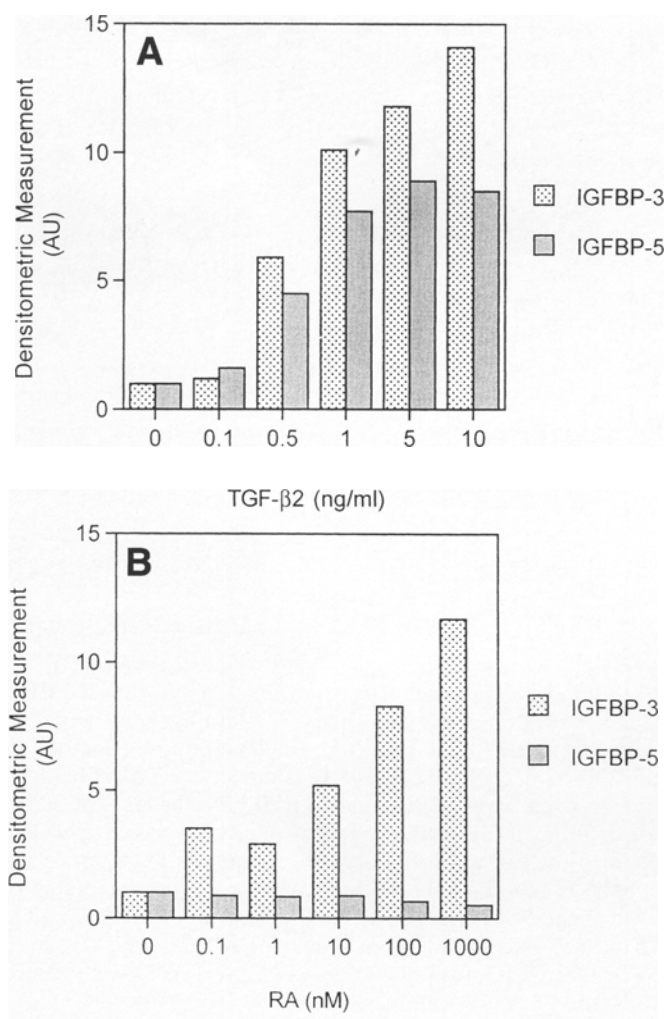 15
A
10
5
0
Densitometric Measurement
(AU)
IGFBP-3
IGFBP-5
0 0.1 0.5 1 5 10
TGF-β2 (ng/ml)
15
B
10
5
0
Densitometric Measurement
(AU)
IGFBP-3
IGFBP-5
0 0.1 1 10 100 1000
RA (nM)